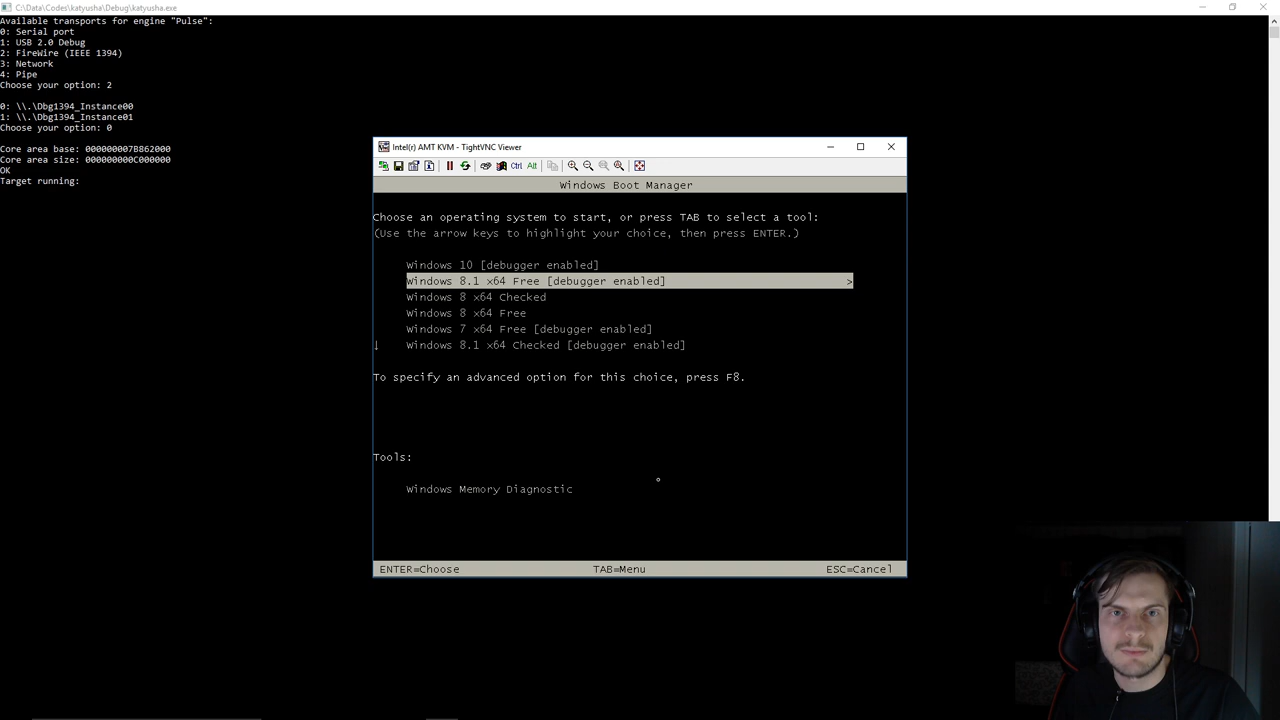 C:\Data\Codes\katyusha\Debug\katyusha.exe
Available transports for engine "Pulse":
0: Serial port
1: USB 2.0 Debug
2: FireWire (IEEE 1394)
3: Network
4: Pipe
Choose your option: 2
0: \\.\Dbg1394_Instance00
1: \\.\Dbg1394_Instance01
Choose your option: 0
Core area base: 000000007B862000
Core area size: 000000000C000000
OK
Target running:
Intel(r) AMT KVM - TightVNC Viewer
Ctrl Alt
Windows Boot Manager
Choose an operating system to start, or press TAB to select a tool:
(Use the arrow keys to highlight your choice, then press ENTER.)
Windows 10 [debugger enabled]
Windows 8.1 x64 Free [debugger enabled] >
Windows 8 x64 Checked
Windows 8 x64 Free
Windows 7 x64 Free [debugger enabled]
↓ Windows 8.1 x64 Checked [debugger enabled]
To specify an advanced option for this choice, press F8.
Tools:
Windows Memory Diagnostic
ENTER=Choose TAB=Menu ESC=Cancel